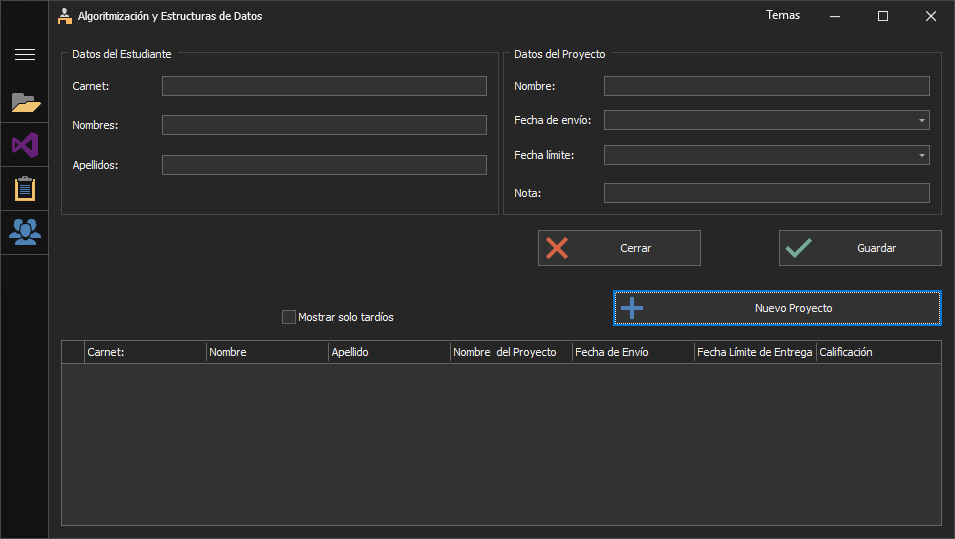 Algoritmización y Estructuras de Datos
Temas
Datos del Estudiante
Carnet:
Nombres:
Apellidos:
Datos del Proyecto
Nombre:
Fecha de envío:
Fecha límite:
Nota:
Cerrar
Guardar
Mostrar solo tardíos
Nuevo Proyecto
Carnet: Nombre Apellido Nombre del Proyecto Fecha de Envío Fecha Límite de Entrega Calificación